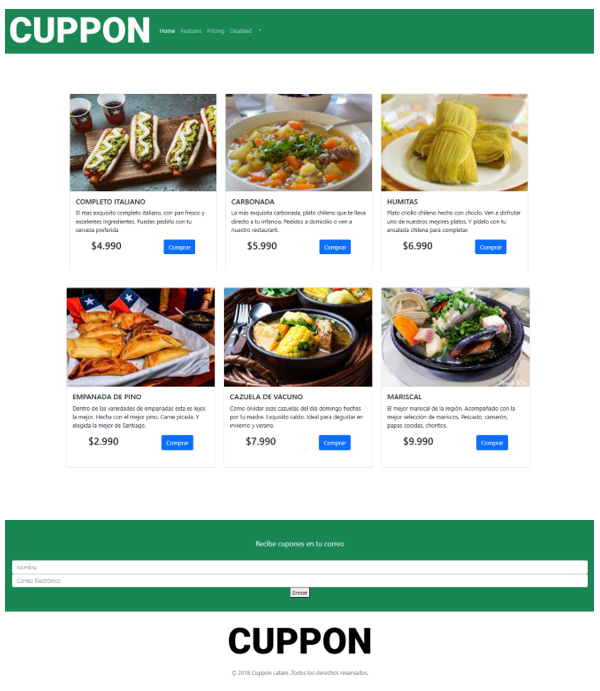 CUPPON Home Features Pricing Disabled
COMPLETO ITALIANO
El mas exquisito completo italiano, con pan fresco y
excelentes ingredientes. Puedes pedirlo con tu
cerveza preferida
$4.990 Comprar
CARBONADA
La más exquisita carbonada, plato chileno que te lleva
directo a tu infancia. Pedidos a domicilio o ven a
nuestro restaurant.
$5.990 Comprar
HUMITAS
Plato criollo chileno hecho con chodo. Ven a disfrutar
uno de nuestros mejores platos. Y pídelo con tu
ensalada chilena para completar.
$6.990 Comprar
EMPANADA DE PINO
Dentro de las variedades de empanadas esta es lejos
la mejor. Hecha con el mejor pino. Carne picada. Y
elegida la mejor de Santiago.
$2.990 Comprar
CAZUELA DE VACUNO
Como olvidar esas cazuelas del dia domingo hechas
por tu madre. Exquisito caldo. Ideal para degustar en
invierno y verano.
$7.990 Comprar
MARISCAL
El mejor mariscal de la región. Acompañado con la
mejor selección de mariscos. Pescado, camarón,
papas cocidas, choritos.
$9.990 Comprar
Recibe cupones en tu correo
Nombre
Correo Electrónico
Enviar
CUPPON
© 2018 Cuppon Latam .Todos los derechos reservados.